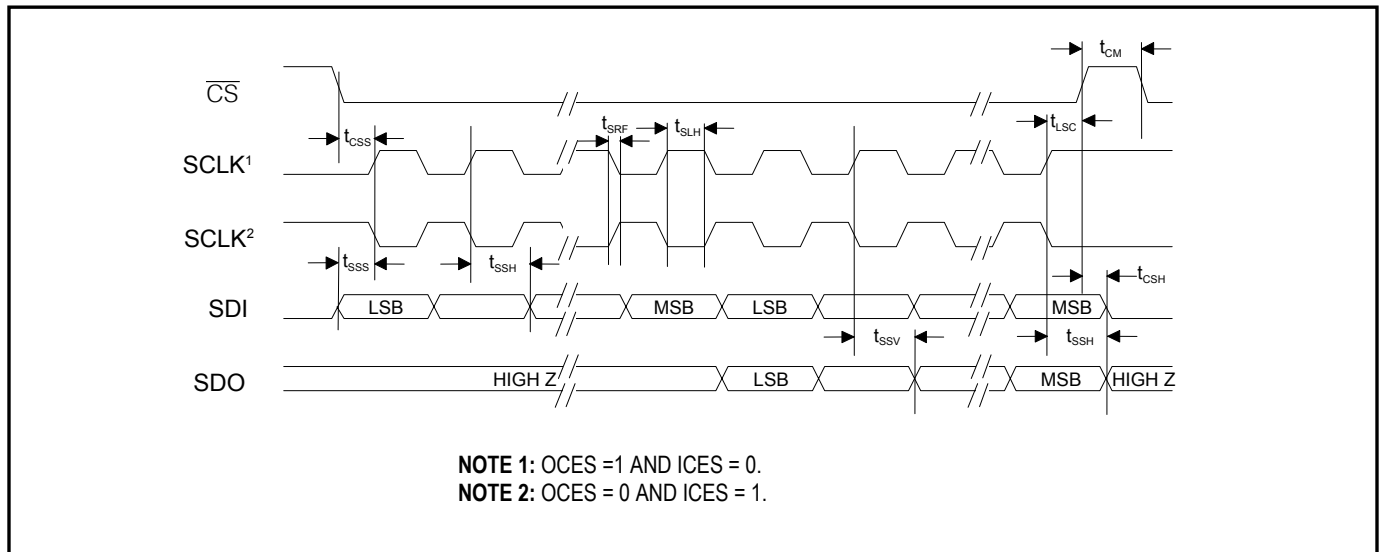 t_CM
CS
t_CSS
t_SRF
t_SLH
t_LSC
SCLK¹
SCLK²
t_SSS
t_SSH
t_CSH
SDI
LSB
MSB
LSB
MSB
t_SSV
t_SSH
SDO
HIGH Z
LSB
MSB
HIGH Z
NOTE 1: OCES =1 AND ICES = 0.
NOTE 2: OCES = 0 AND ICES = 1.